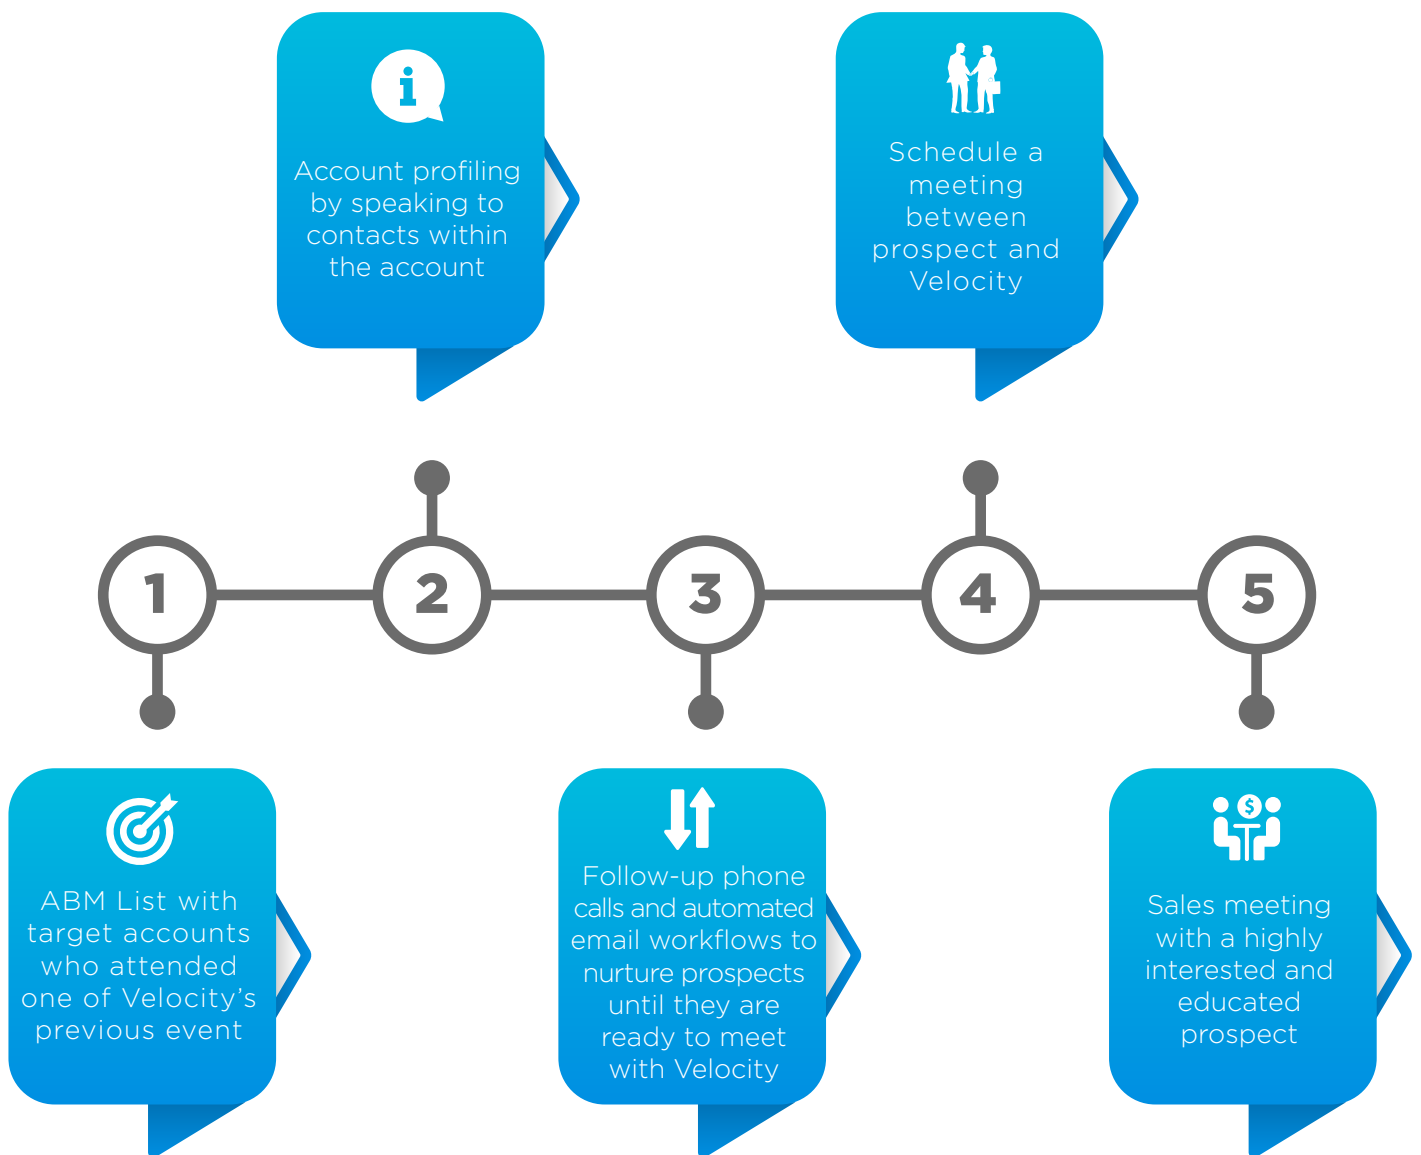 Account profiling
by speaking to
contacts within
the account
Schedule a
meeting
between
prospect and
Velocity
1
2
3
4
5
ABM List with
target accounts
who attended
one of Velocity’s
previous event
Follow-up phone
calls and automated
email workflows to
nurture prospects
until they are
ready to meet
with Velocity
$
Sales meeting
with a highly
interested and
educated
prospect